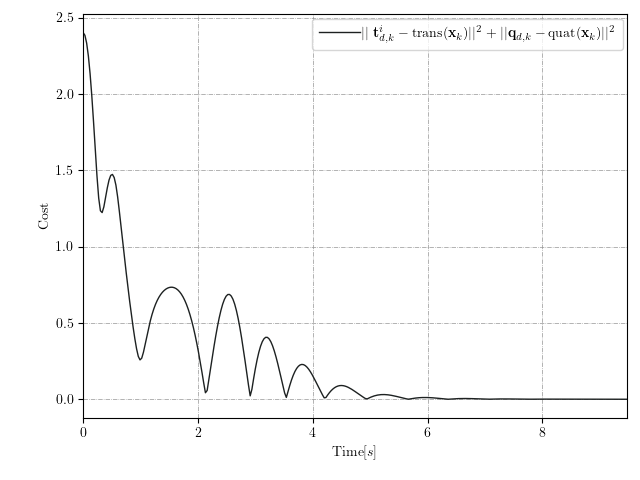 || t^i_{d,k} − trans(x_k)||² + ||q_{d,k} − quat(x_k)||²
2.5
2.0
1.5
1.0
0.5
0.0
Cost
0 2 4 6 8
Time[s]